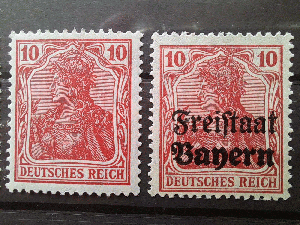 10 10
DEUTSCHES REICH
10 10
Freistaat
Bayern
DEUTSCHES REICH